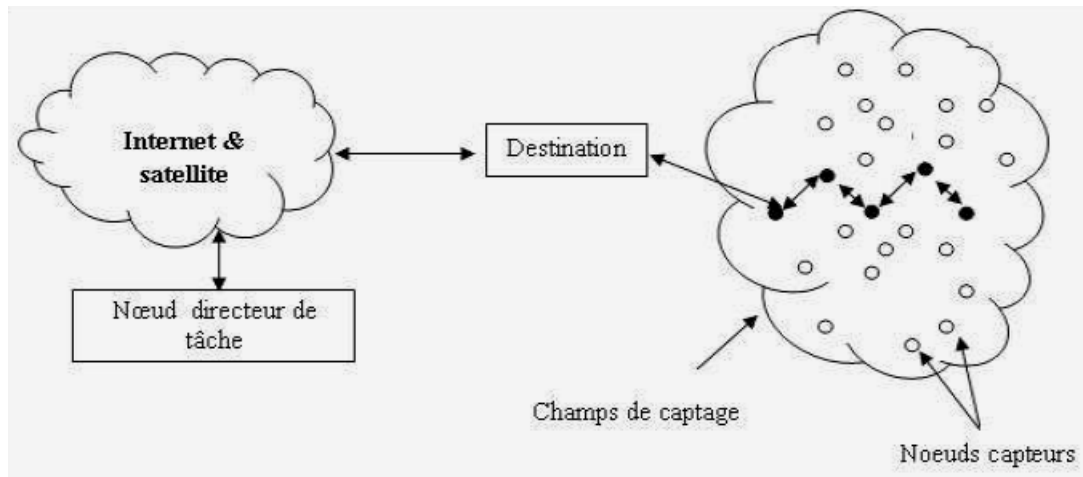 Internet &
satellite
Destination
Nœud directeur de
tâche
Champs de captage
Noeuds capteurs